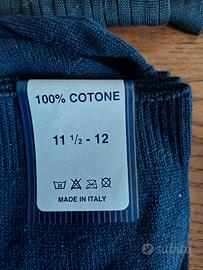 100% COTONE
11 ½ - 12
MADE IN ITALY
subito